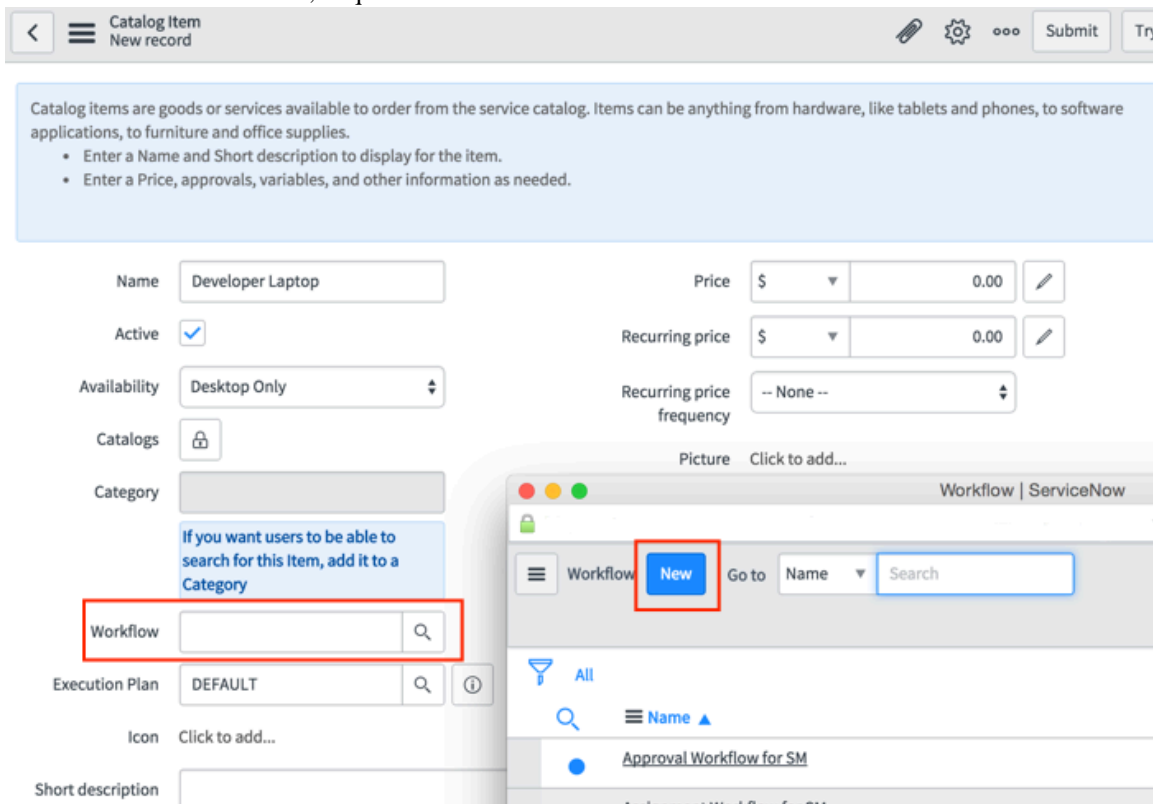 Catalog Item
New record
Submit
Catalog items are goods or services available to order from the service catalog. Items can be anything from hardware, like tablets and phones, to software
applications, to furniture and office supplies.
• Enter a Name and Short description to display for the item.
• Enter a Price, approvals, variables, and other information as needed.
Name Developer Laptop
Price $ 0.00
Active
Recurring price $ 0.00
Availability Desktop Only
Recurring price
frequency
-- None --
Catalogs
Picture Click to add...
Category
If you want users to be able to
search for this Item, add it to a
Category
Workflow
Execution Plan DEFAULT
Icon Click to add...
Short description
Workflow | ServiceNow
Workflow New Go to Name Search
All
Name
Approval Workflow for SM